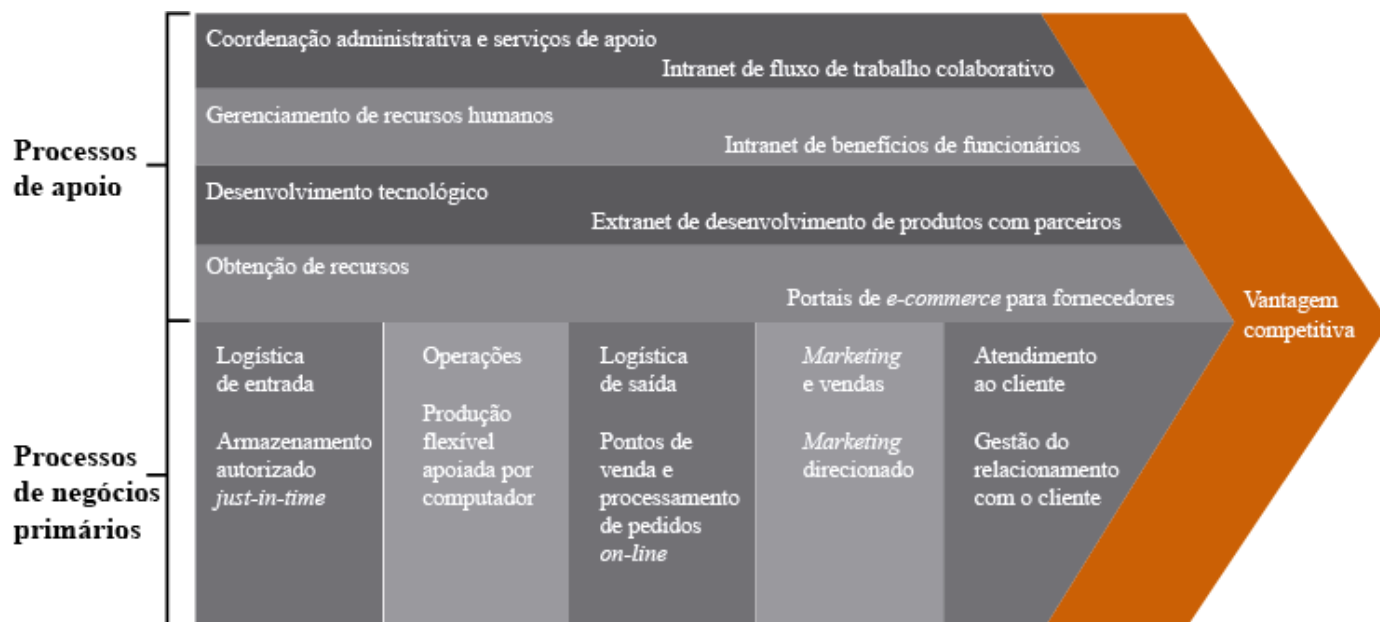 Processos
de apoio
Coordenação administrativa e serviços de apoio
Intranet de fluxo de trabalho colaborativo
Gerenciamento de recursos humanos
Intranet de benefícios de funcionários
Desenvolvimento tecnológico
Extranet de desenvolvimento de produtos com parceiros
Obtenção de recursos
Portais de e-commerce para fornecedores
Processos
de negócios
primários
Logística
de entrada
Armazenamento
autorizado
just-in-time
Operações
Produção
flexível
apoiada por
computador
Logística
de saída
Pontos de
venda e
processamento
de pedidos
on-line
Marketing
e vendas
Marketing
direcionado
Atendimento
ao cliente
Gestão do
relacionamento
com o cliente
Vantagem
competitiva